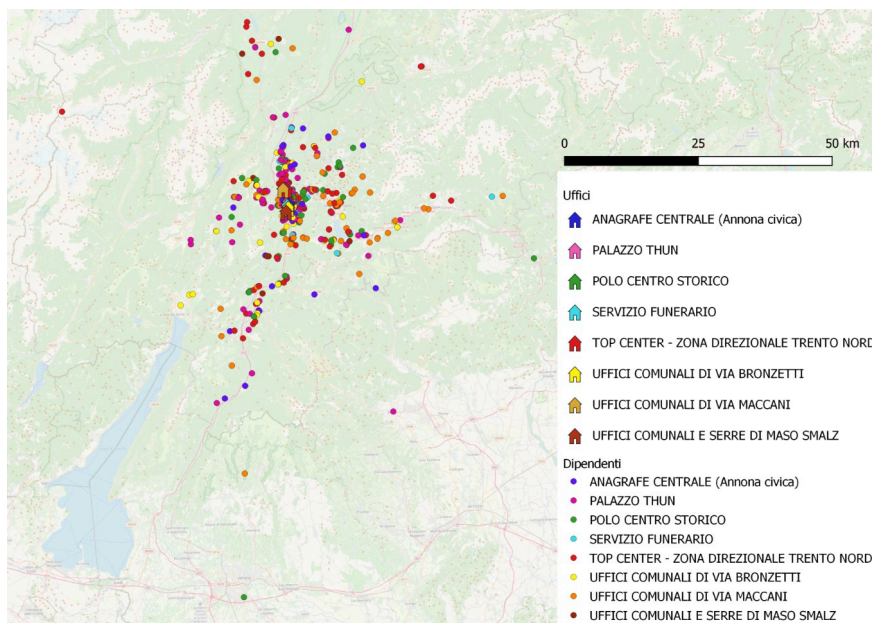 0 25 50 km
Uffici
ANAGRAFE CENTRALE (Annona civica)
PALAZZO THUN
POLO CENTRO STORICO
SERVIZIO FUNERARIO
TOP CENTER - ZONA DIREZIONALE TRENTO NORD
UFFICI COMUNALI DI VIA BRONZETTI
UFFICI COMUNALI DI VIA MACCANI
UFFICI COMUNALI E SERRE DI MASO SMALZ
Dipendenti
ANAGRAFE CENTRALE (Annona civica)
PALAZZO THUN
POLO CENTRO STORICO
SERVIZIO FUNERARIO
TOP CENTER - ZONA DIREZIONALE TRENTO NORD
UFFICI COMUNALI DI VIA BRONZETTI
UFFICI COMUNALI DI VIA MACCANI
UFFICI COMUNALI E SERRE DI MASO SMALZ